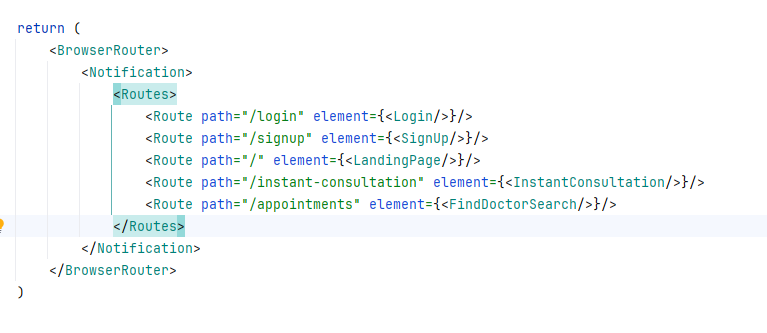 return (
<BrowserRouter>
<Notification>
<Routes>
<Route path="/login" element={<Login/>}/>
<Route path="/signup" element={<SignUp/>}/>
<Route path="/" element={<LandingPage/>}/>
<Route path="/instant-consultation" element={<InstantConsultation/>}/>
<Route path="/appointments" element={<FindDoctorSearch/>}/>
</Routes>
</Notification>
</BrowserRouter>
)